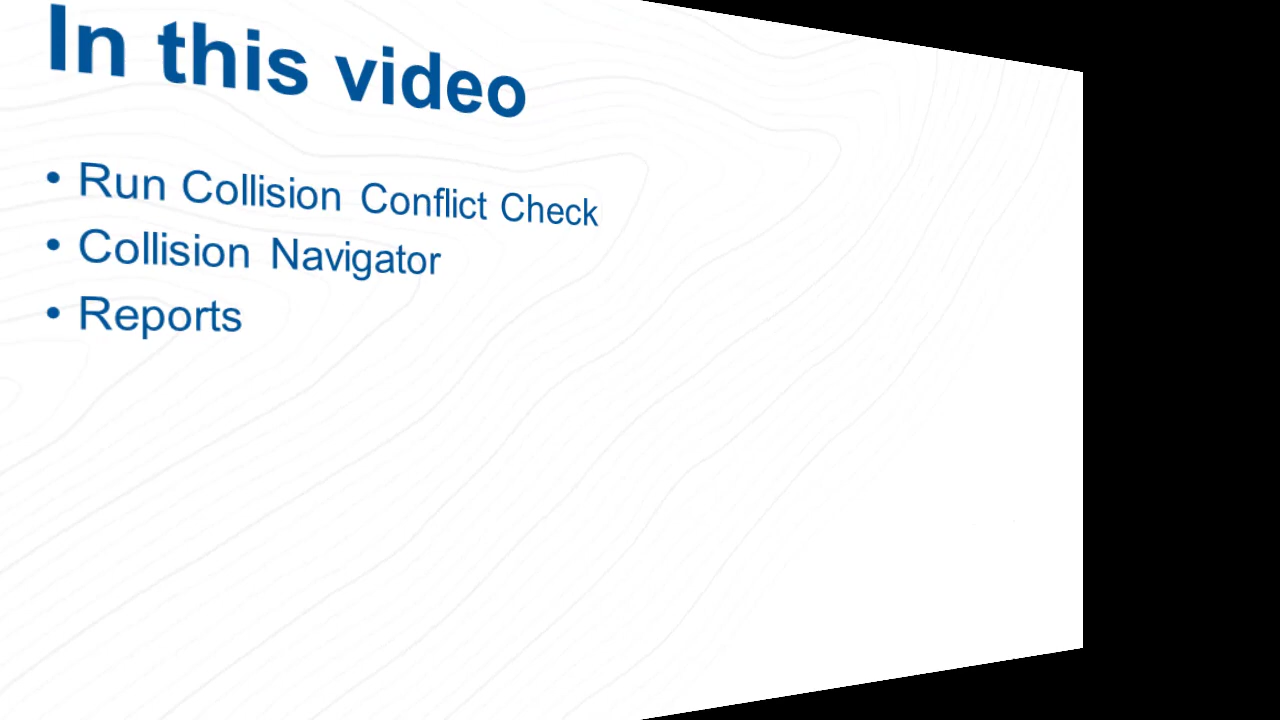 In this video
• Run Collision Conflict Check
• Collision Navigator
• Reports